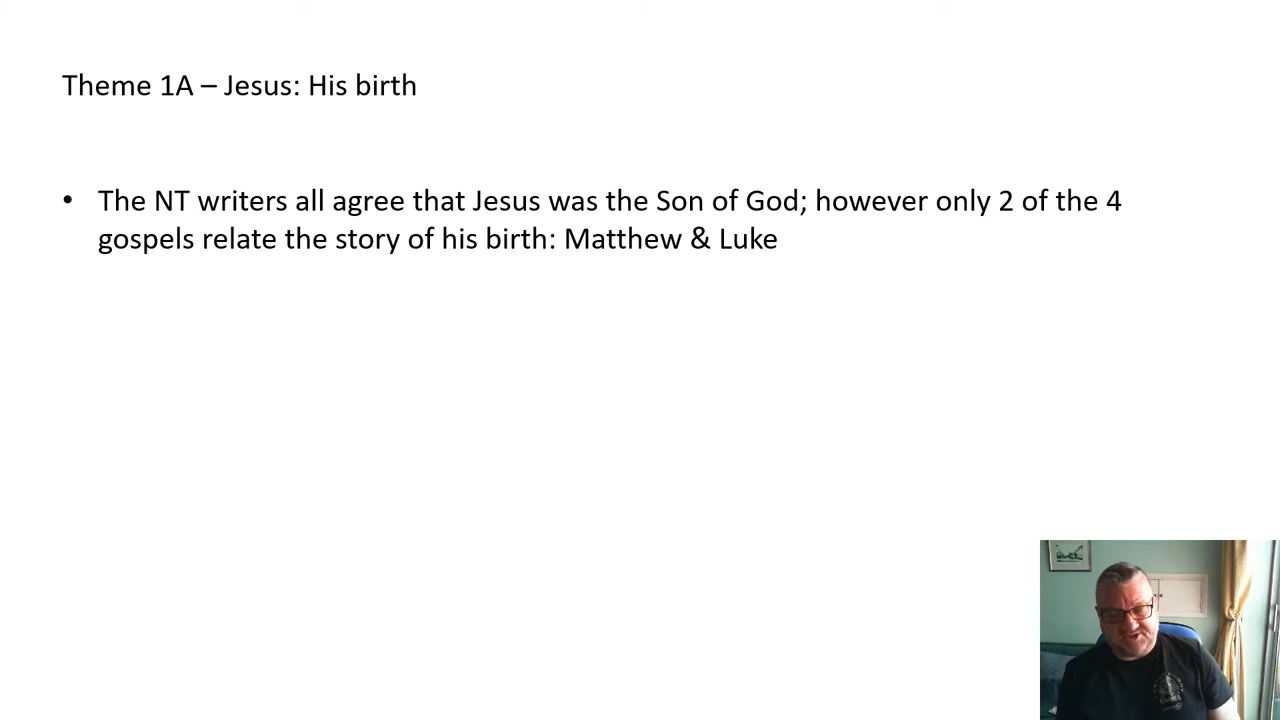 Theme 1A – Jesus: His birth
• The NT writers all agree that Jesus was the Son of God; however only 2 of the 4
gospels relate the story of his birth: Matthew & Luke